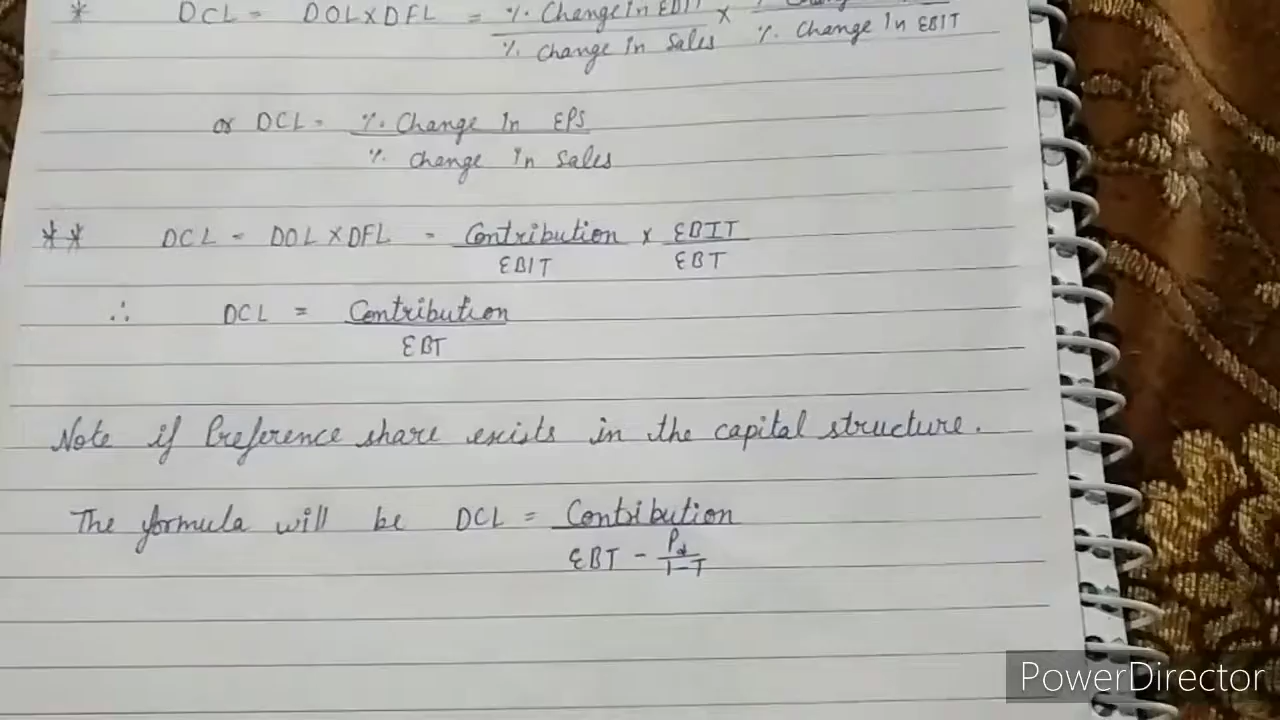 * DCL = DOL X DFL = % Change In EBIT X
% Change In Sales % Change In EBIT
or DCL = % Change In EPS
% Change In Sales
** DCL = DOL X DFL = Contribution X EBIT
EBIT EBT
∴ DCL = Contribution
EBT
Note if Preference share exists in the capital structure.
The formula will be DCL = Contribution
EBT - Pd
1-T
PowerDirector